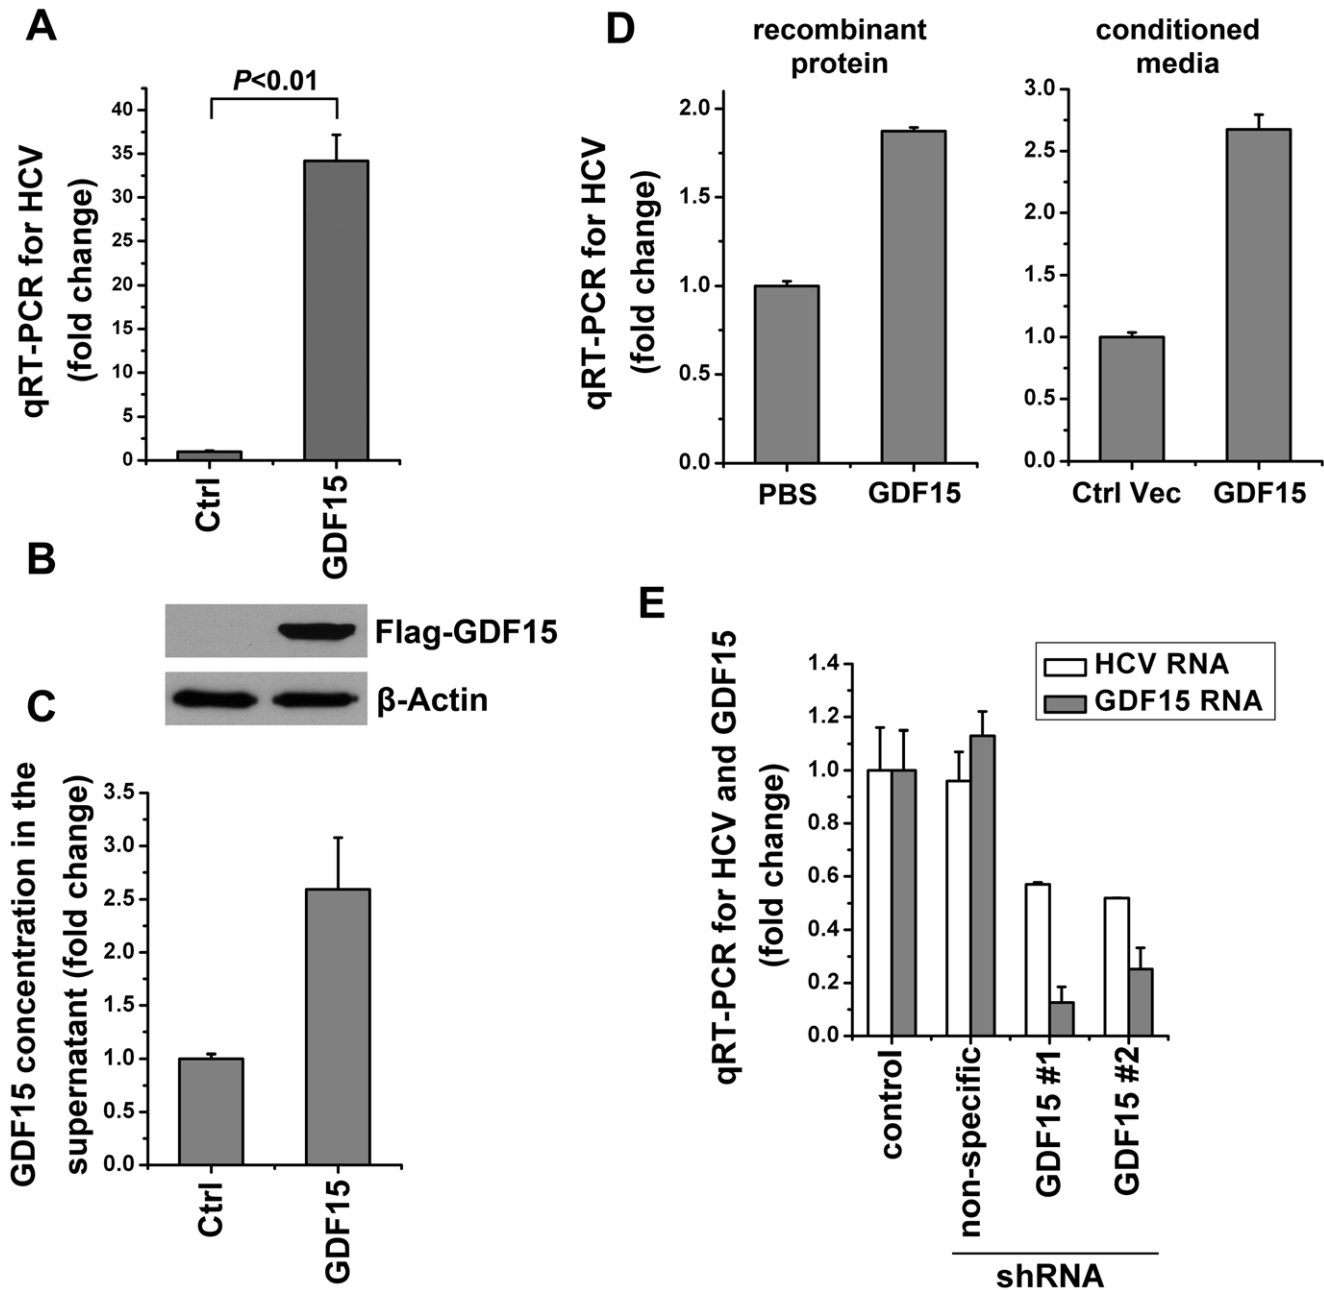 A
P<0.01
qRT-PCR for HCV
(fold change)
40
35
30
25
20
15
10
5
0
Ctrl
GDF15
B
Flag-GDF15
β-Actin
C
GDF15 concentration in the
supernatant (fold change)
3.5
3.0
2.5
2.0
1.5
1.0
0.5
0.0
Ctrl
GDF15
D
recombinant
protein
qRT-PCR for HCV
(fold change)
2.0
1.5
1.0
0.5
0.0
PBS
GDF15
conditioned
media
3.0
2.5
2.0
1.5
1.0
0.5
0.0
Ctrl Vec
GDF15
E
qRT-PCR for HCV and GDF15
(fold change)
1.4
1.2
1.0
0.8
0.6
0.4
0.2
0.0
HCV RNA
GDF15 RNA
control
non-specific
GDF15 #1
GDF15 #2
shRNA